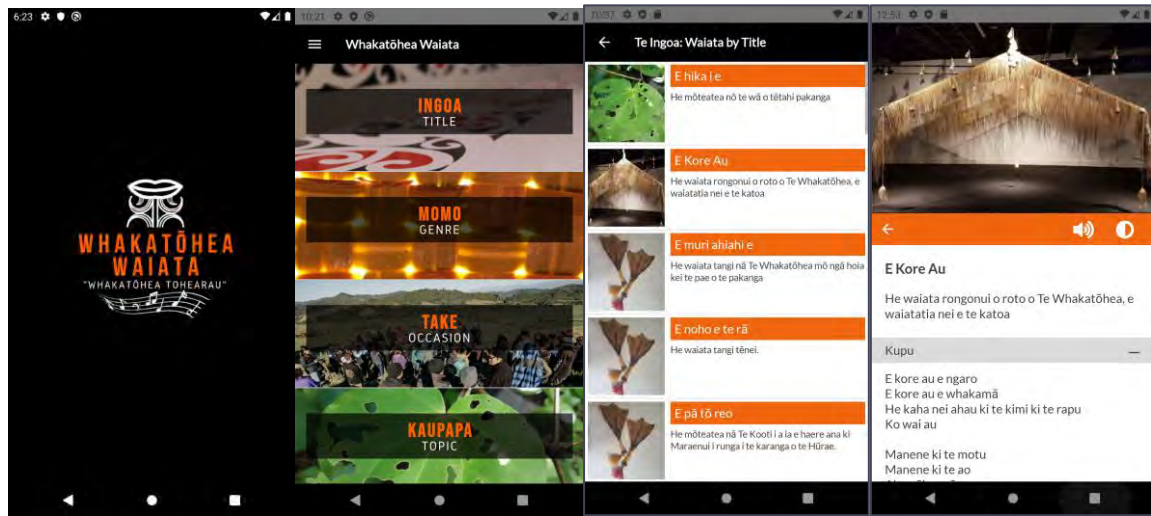 6:23
WHAKATŌHEA
WAIATA
"WHAKATŌHEA TOHEARAU"
10:21
Whakatōhea Waiata
INGOA
TITLE
MOMO
GENRE
TAKE
OCCASION
KAUPAPA
TOPIC
10:37
Te Ingoa: Waiata by Title
E hika i e
He mōteatea nō te wā o tētahi pakanga
E Kore Au
He waiata rongonui o roto o Te Whakatōhea, e
waiatatia nei e te katoa
E muri ahiahi e
He waiata tangi nā Te Whakatōhea mō ngā hoia
kei te pae o te pakanga
E noho e te rā
He waiata tangi tēnei.
E pā tō reo
He mōteatea nā Te Kooti i a ia e haere ana ki
Maraenui i runga i te karanga o te Hūrae.
12:53
E Kore Au
He waiata rongonui o roto o Te Whakatōhea, e
waiatatia nei e te katoa
Kupu
E kore au e ngaro
E kore au e whakamā
He kaha nei ahau ki te kimi ki te rapu
Ko wai au
Manene ki te motu
Manene ki te ao